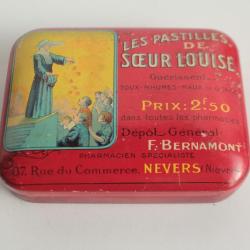 LES PASTILLES
DE
SŒUR LOUISE
Guérissent
TOUX-RHUMES-MAUX DE GORGE
PRIX: 2F50
dans toutes les pharmacies
Dépôt Général:
F. BERNAMONT
PHARMACIEN SPÉCIALISTE
37, Rue du Commerce, NEVERS (Nièvre)